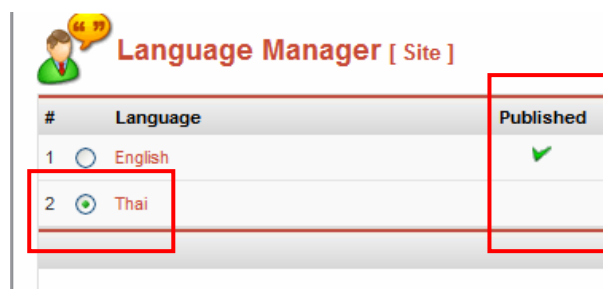 Language Manager [ Site ]
# Language Published
1 English
2 Thai